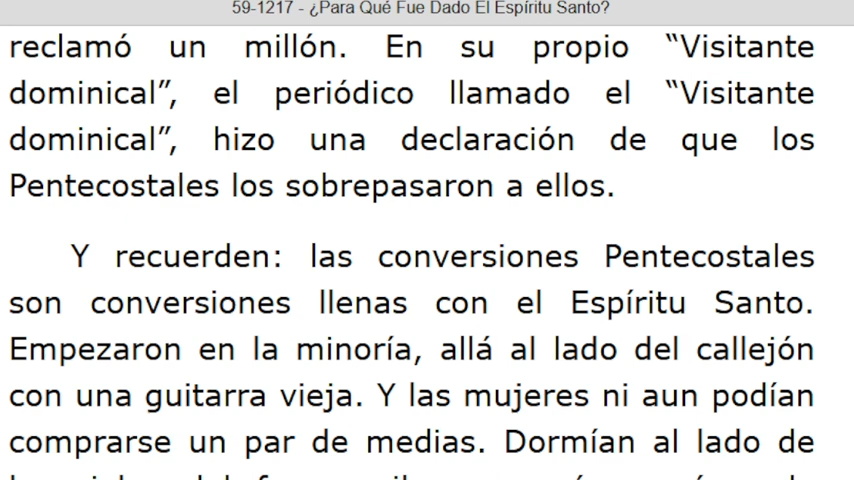 59-1217 - ¿Para Qué Fue Dado El Espíritu Santo?
reclamó un millón. En su propio “Visitante
dominical”, el periódico llamado el “Visitante
dominical”, hizo una declaración de que los
Pentecostales los sobrepasaron a ellos.
Y recuerden: las conversiones Pentecostales
son conversiones llenas con el Espíritu Santo.
Empezaron en la minoría, allá al lado del callejón
con una guitarra vieja. Y las mujeres ni aun podían
comprarse un par de medias. Dormían al lado de